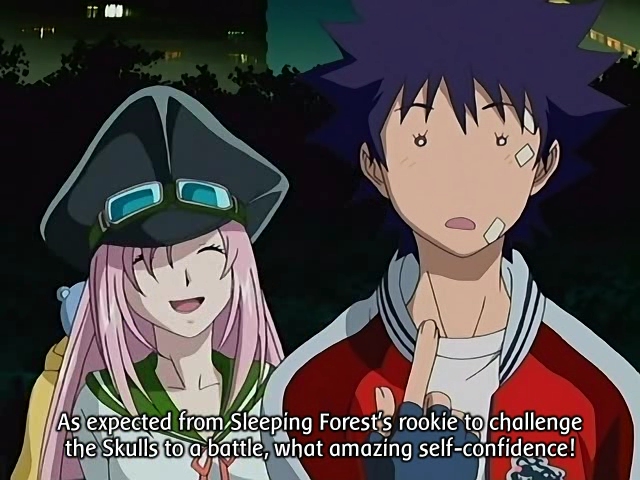 As expected from Sleeping Forest's rookie to challenge
the Skulls to a battle, what amazing self-confidence!